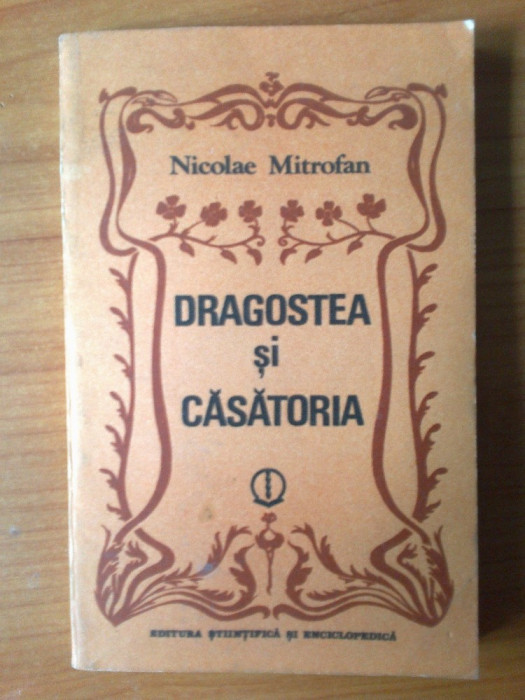 Nicolae Mitrofan
DRAGOSTEA
și
CĂSĂTORIA
EDITURA ȘTIINȚIFICĂ ȘI ENCICLOPEDICĂ